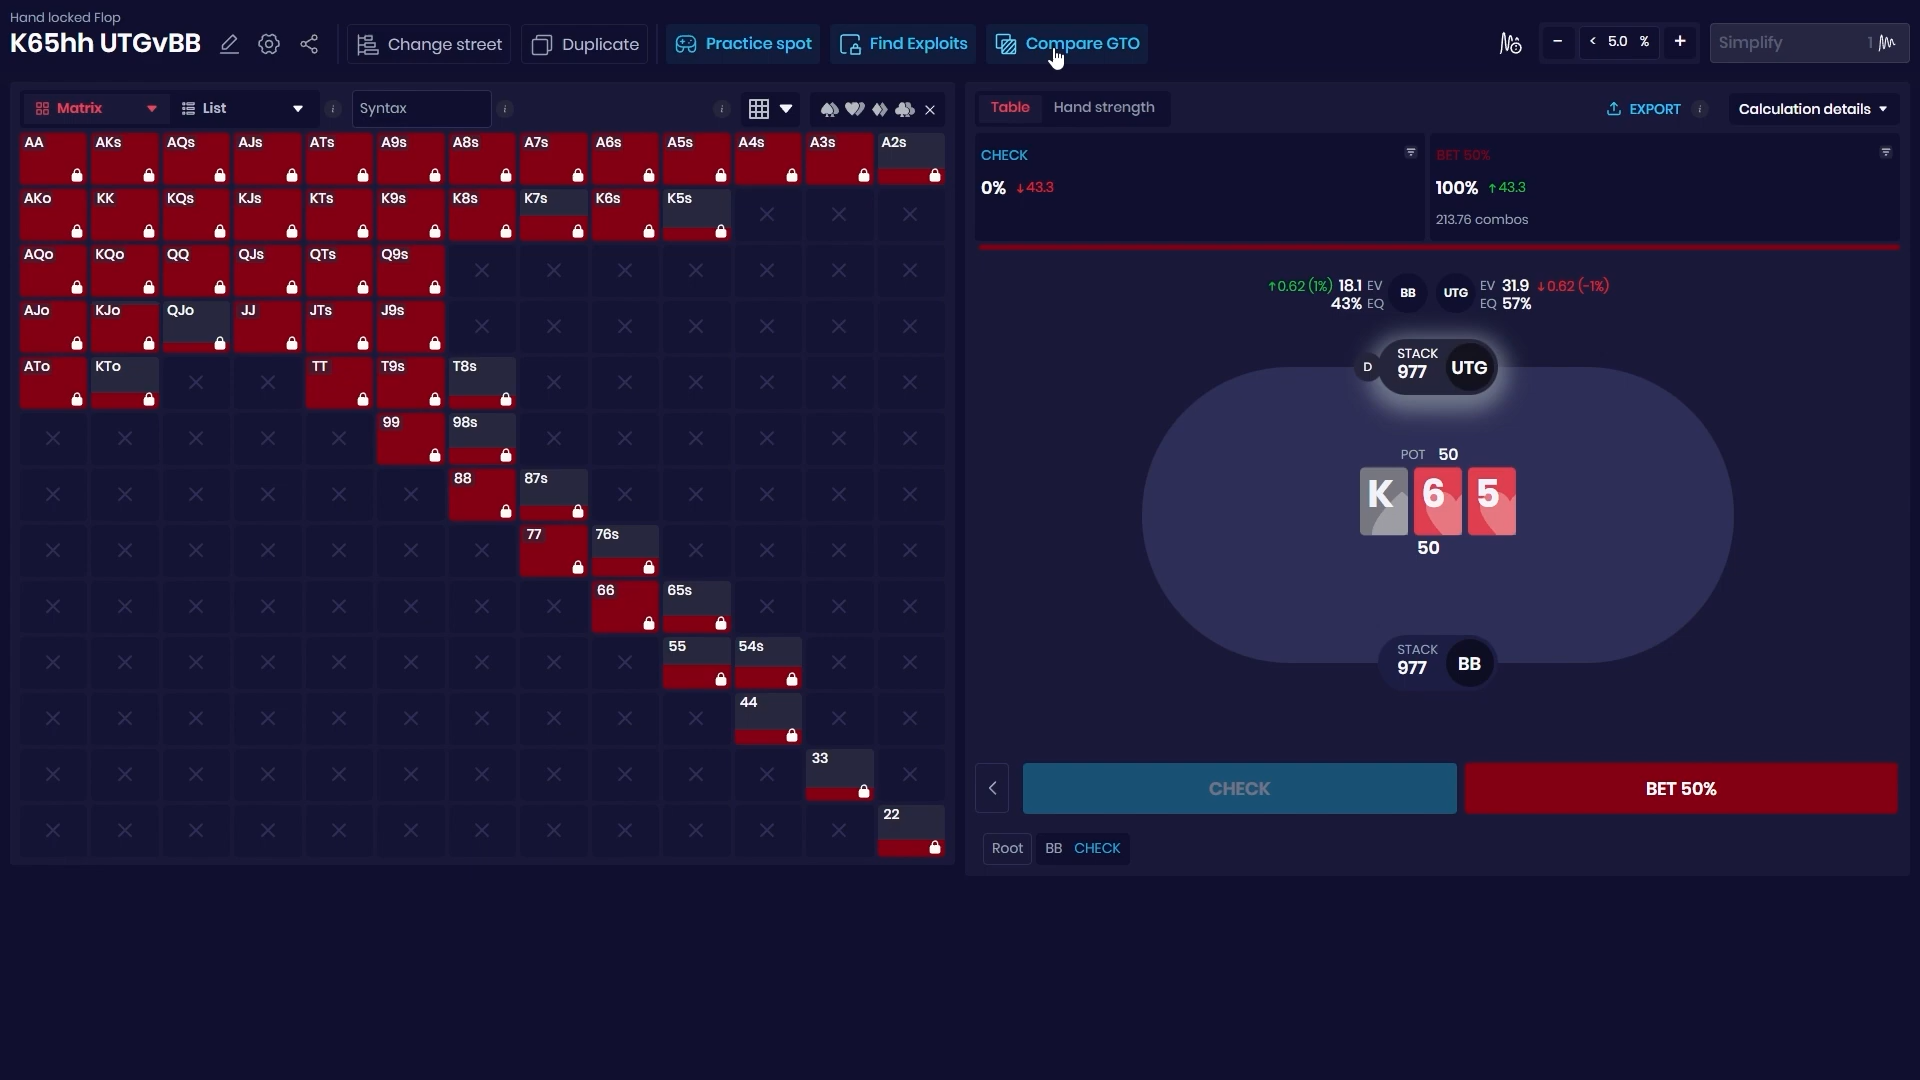 Hand locked Flop
K65hh UTGvBB
Change street
Duplicate
Practice spot
Find Exploits
Compare GTO
- < 5.0 % +
Simplify 1
Matrix
List
i
Syntax
i
i
Table
Hand strength
EXPORT
i
Calculation details
AA AKs AQs AJs ATs A9s A8s A7s A6s A5s A4s A3s A2s
AKo KK KQs KJs KTs K9s K8s K7s K6s K5s
AQo KQo QQ QJs QTs Q9s
AJo KJo QJo JJ JTs J9s
ATo KTo TT T9s T8s
99 98s
88 87s
77 76s
66 65s
55 54s
44
33
22
CHECK
0% ↓43.3
BET 50%
100% ↑43.3
213.76 combos
↑0.62 (1%) 18.1 EV
43% EQ
BB
UTG
EV 31.9 ↓0.62 (-1%)
EQ 57%
D
STACK
977
UTG
POT 50
K 6 5
50
STACK
977
BB
CHECK
BET 50%
Root
BB CHECK